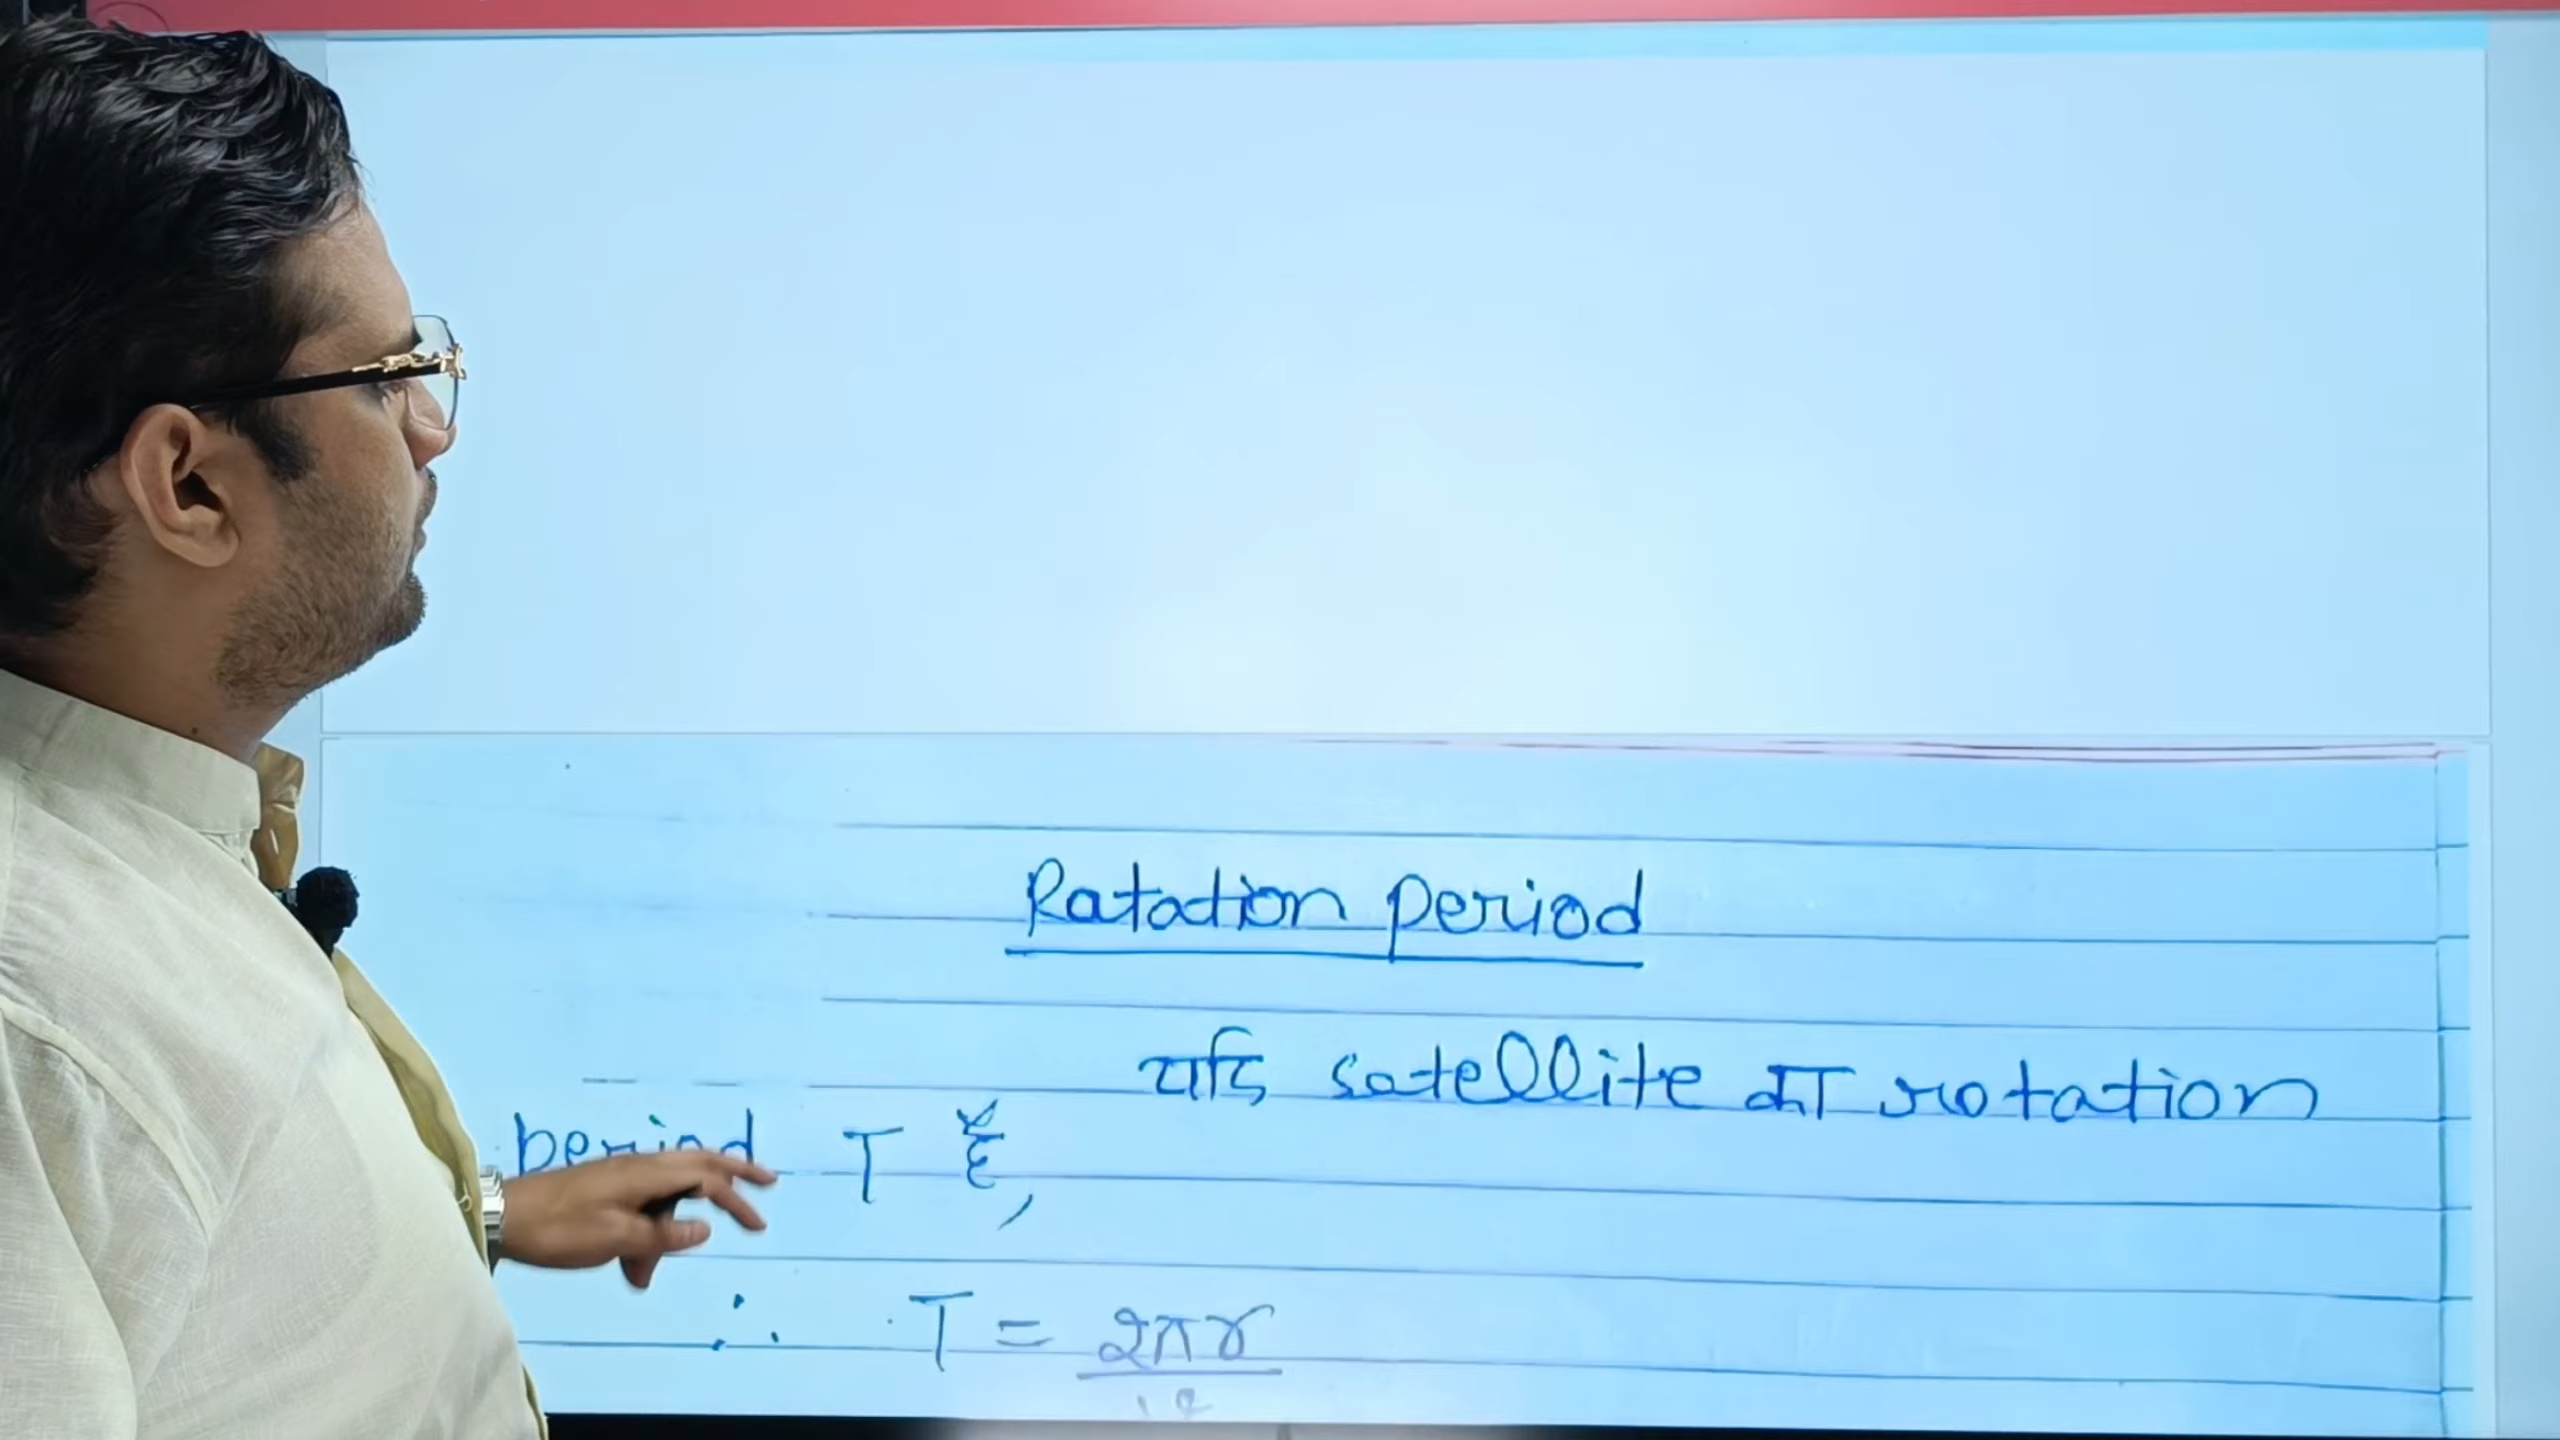 Ratation period
यदि satellite का rotation
period T है,
∴ T = 2πr